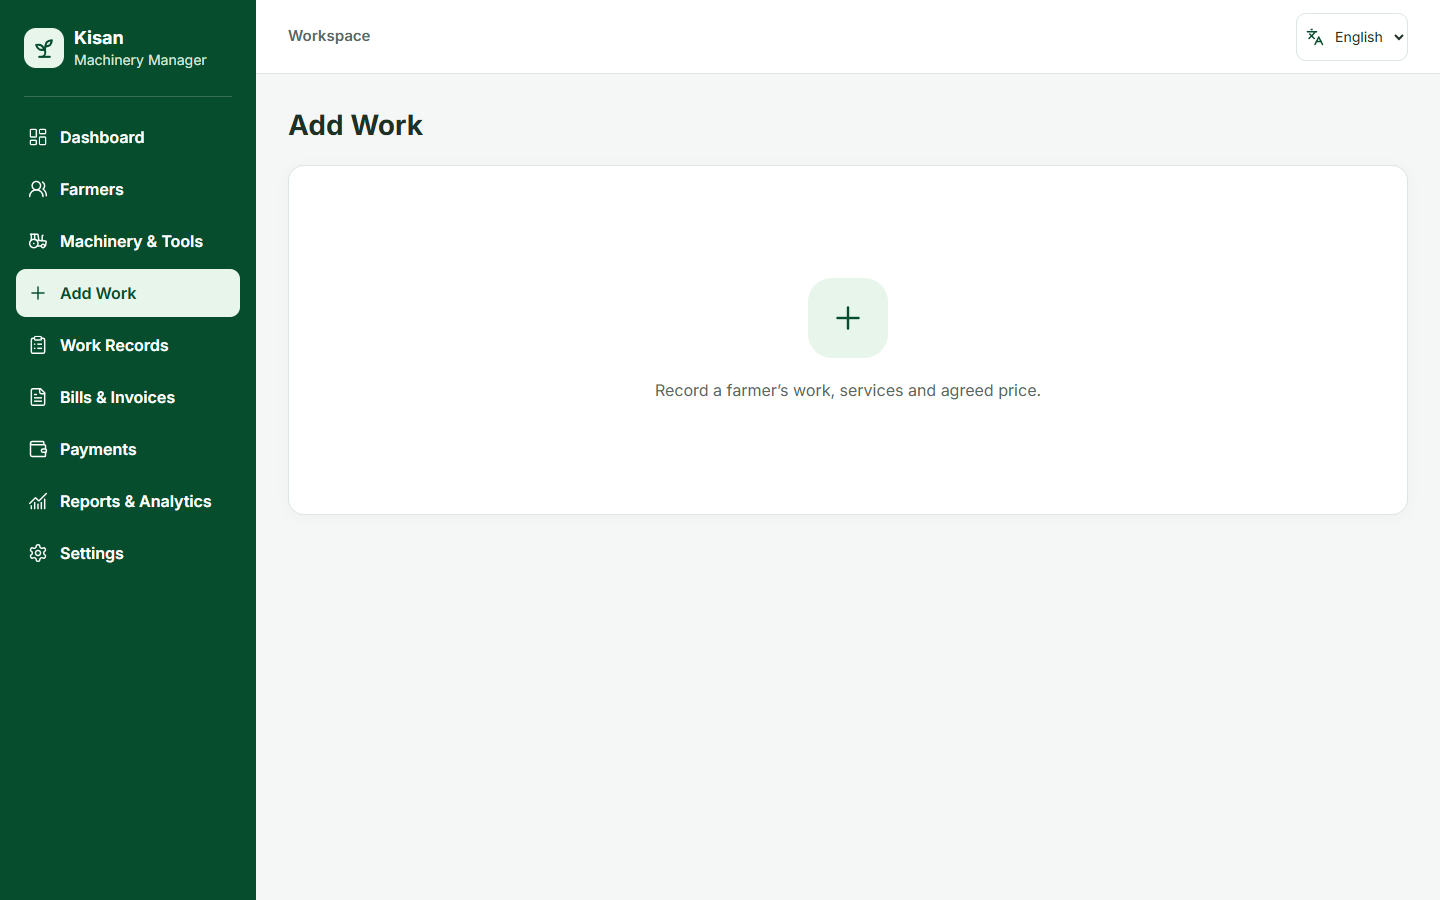 Kisan
Machinery Manager
Dashboard
Farmers
Machinery & Tools
Add Work
Work Records
Bills & Invoices
Payments
Reports & Analytics
Settings
Workspace
English
Add Work
Record a farmer’s work, services and agreed price.